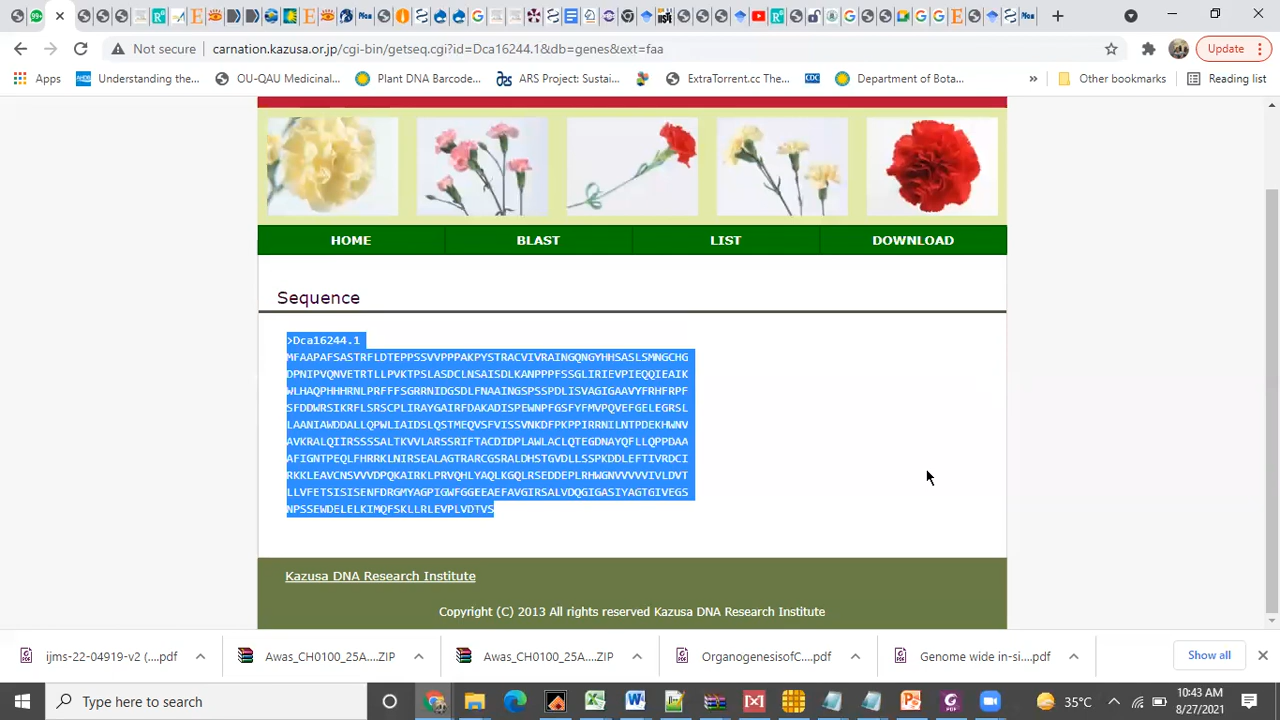 99
Not secure
carnation.kazusa.or.jp/cgi-bin/getseq.cgi?id=Dca16244.1&db=genes&ext=faa
Update
Apps
Understanding the...
OU-QAU Medicinal...
Plant DNA Barcode...
ARS Project: Sustai...
ExtraTorrent.cc The...
CDC
Department of Bota...
»
Other bookmarks
Reading list
HOME
BLAST
LIST
DOWNLOAD
Sequence
>Dca16244.1
MFAAPAFSASTRFLDTEPPSSVVPPPAKPYSTRACVIVRAINGQNGYHHSASLSMNGCHG
DPNIPVQNVETRTLLPVKTPSLASDCLNSAISDLKANPPPFSSGLIRIEVPIEQQIEAIK
WLHAQPHHHRNLPRFFFSGRRNIDGSDLFNAAINGSPSSPDLISVAGIGAAVYFRHFRPF
SFDDWRSIKRFLSRSCPLIRAYGAIRFDAKADISPEWNPFGSFYFMVPQVEFGELEGRSL
LAANIAWDDALLQPWLIAIDSLQSTMEQVSFVISSVNKDFPKPPIRRNILNTPDEKHWNV
AVKRALQIIRSSSSALTKVVLARSSRIFTACDIDPLAWLACLQTEGDNAYQFLLQPPDAA
AFIGNTPEQLFHRRKLNIRSEALAGTRARCGSRALDHSTGVDLLSSPKDDLEFTIVRDCI
RKKLEAVCNSVVVDPQKAIRKLPRVQHLYAQLKGQLRSEDDEPLRHWGNVVVVVIVLDVT
LLVFETSISISENFDRGMYAGPIGWFGGEEAEFAVGIRSALVDQGIGASIYAGTGIVEGS
NPSSEWDELELKIMQFSKLLRLEVPLVDTVS
Kazusa DNA Research Institute
Copyright (C) 2013 All rights reserved Kazusa DNA Research Institute
ijms-22-04919-v2 (....pdf
Awas_CH0100_25A....ZIP
Awas_CH0100_25A....ZIP
OrganogenesisofC....pdf
Genome wide in-si....pdf
Show all
Type here to search
35°C
10:43 AM
8/27/2021